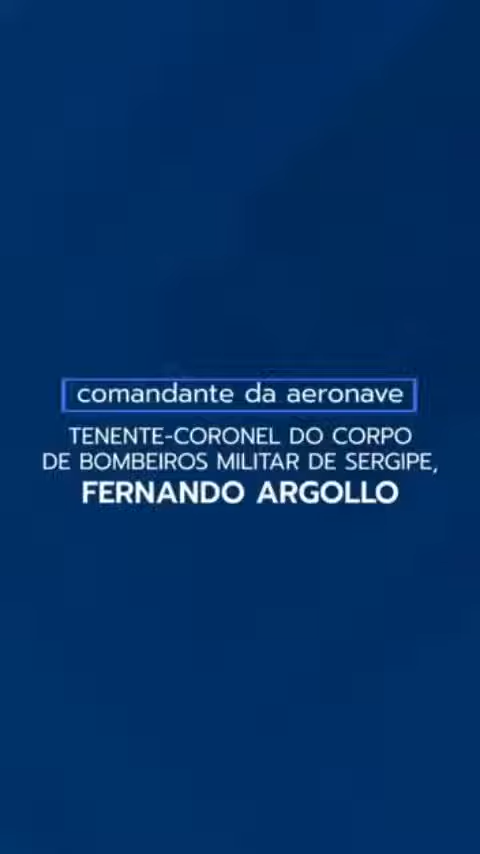 comandante da aeronave
TENENTE-CORONEL DO CORPO
DE BOMBEIROS MILITAR DE SERGIPE,
FERNANDO ARGOLLO